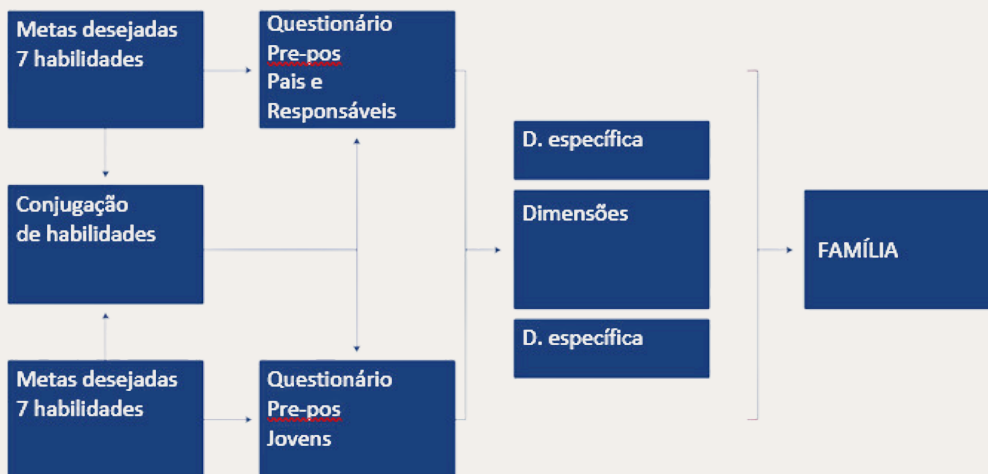 Metas desejadas
7 habilidades
Questionário
Pre-pos
Pais e
Responsáveis
D. específica
Conjugação
de habilidades
Dimensões
FAMÍLIA
D. específica
Metas desejadas
7 habilidades
Questionário
Pre-pos
Jovens